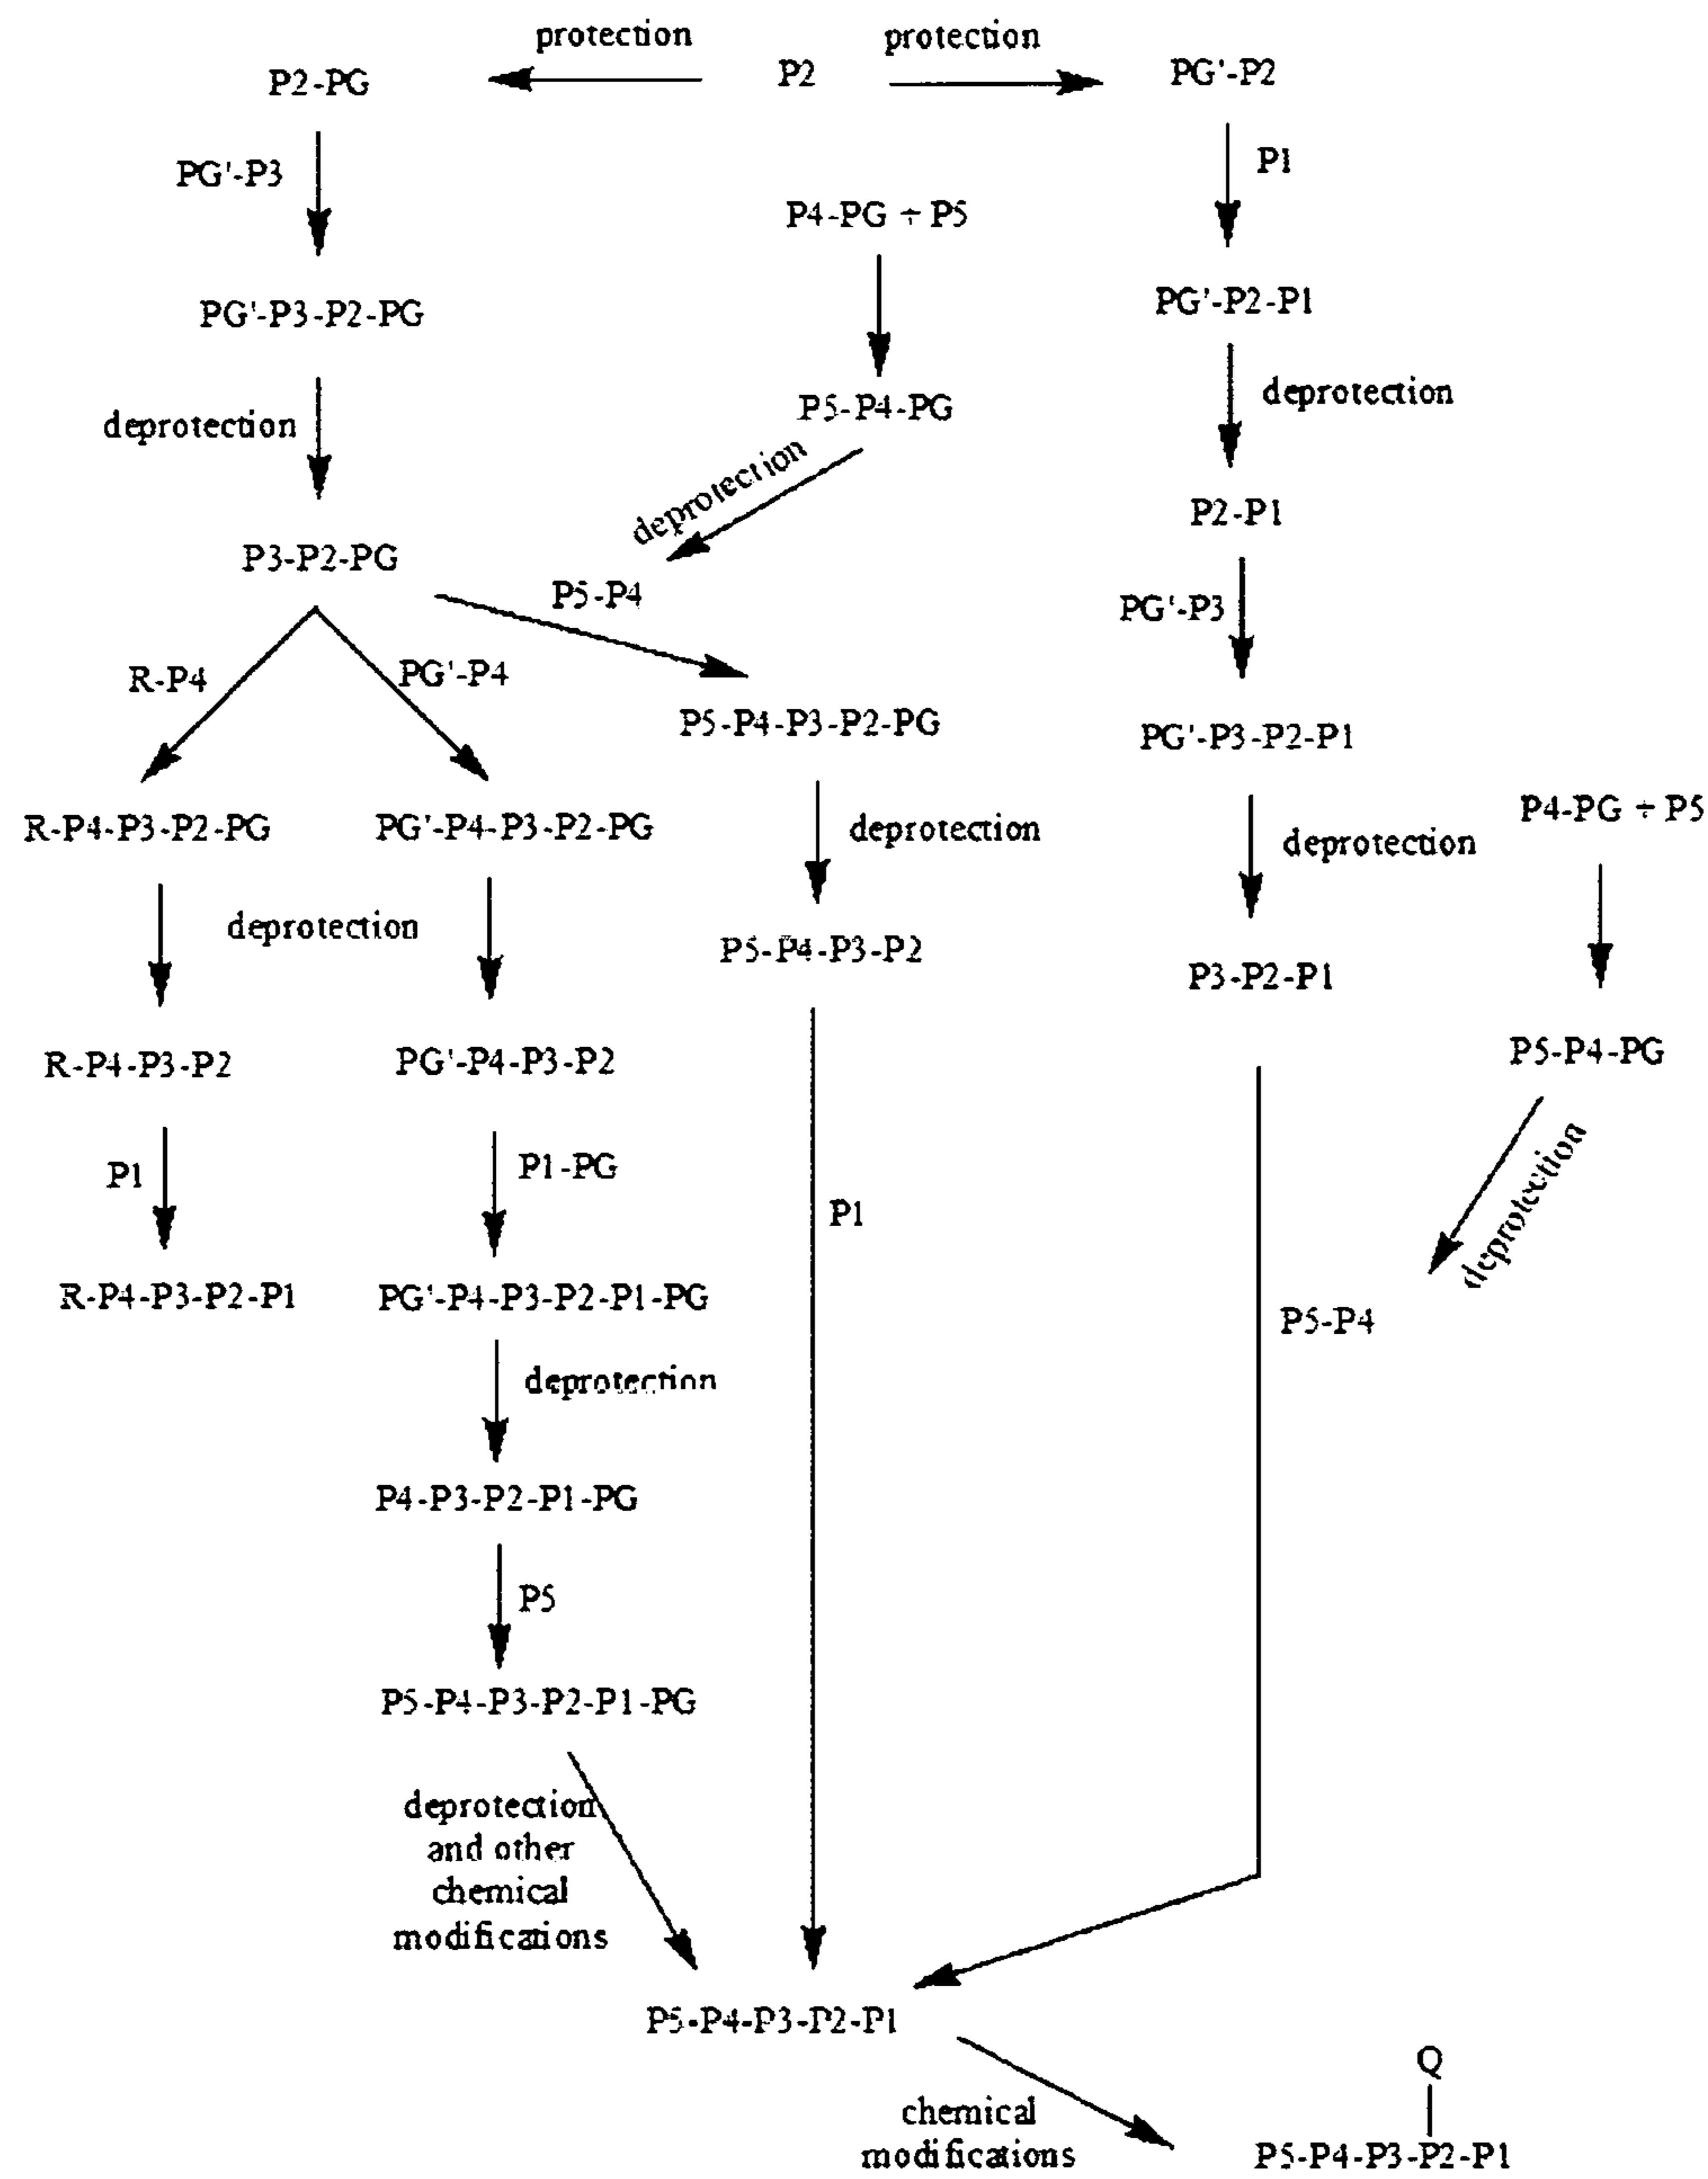 protection
protection
P2-PG
P2
PG'-P2
PG'-P3
P1
P4-PG + P5
PG'-P3-P2-PG
PG'-P2-P1
deprotection
P5-P4-PG
deprotection
deprotection
P2-P1
P3-P2-PG
P5-P4
PG'-P3
R-P4
PG'-P4
P5-P4-P3-P2-PG
PG'-P3-P2-P1
R-P4-P3-P2-PG
PG'-P4-P3-P2-PG
deprotection
deprotection
P4-PG + P5
deprotection
P5-P4-P3-P2
P3-P2-P1
R-P4-P3-P2
PG'-P4-P3-P2
P5-P4-PG
P1
P1-PG
P1
deprotection
R-P4-P3-P2-P1
PG'-P4-P3-P2-P1-PG
P5-P4
deprotection
P4-P3-P2-P1-PG
P5
P5-P4-P3-P2-P1-PG
deprotection
and other
chemical
modifications
P5-P4-P3-P2-P1
Q
chemical
modifications
P5-P4-P3-P2-P1